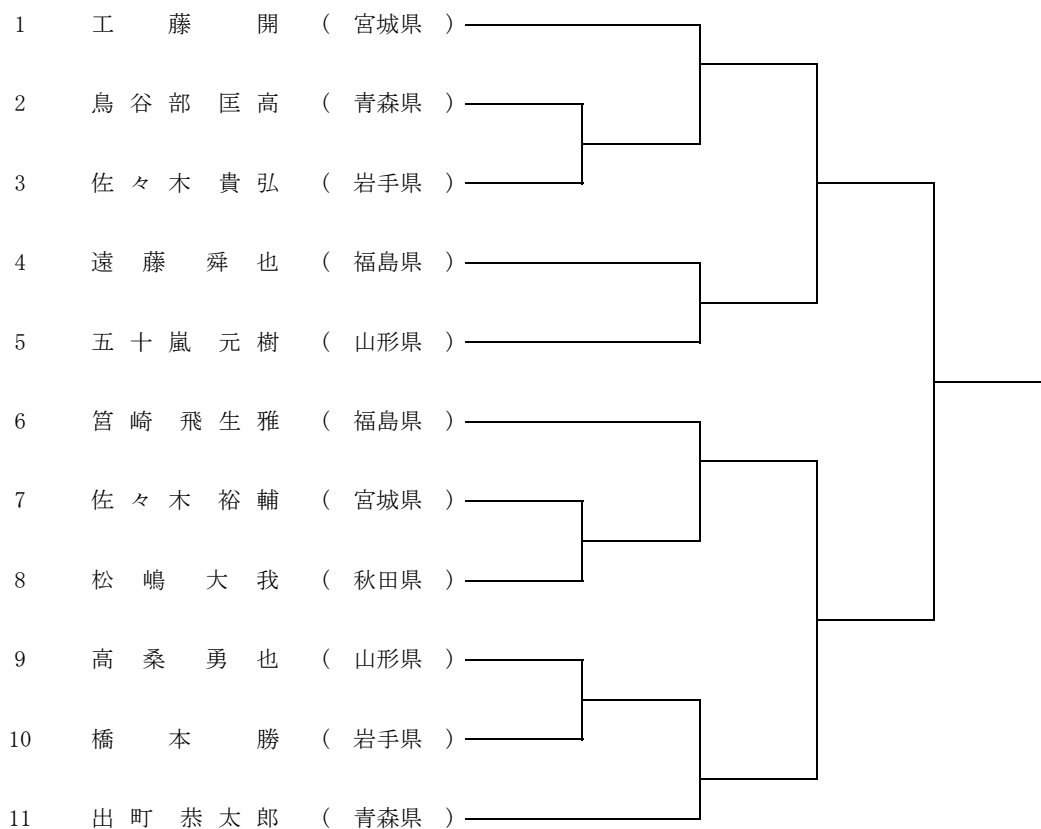 1 工藤 開 ( 宮城県 )
2 鳥谷部 匡高 ( 青森県 )
3 佐々木 貴弘 ( 岩手県 )
4 遠藤 舜也 ( 福島県 )
5 五十嵐 元樹 ( 山形県 )
6 筥崎 飛生雅 ( 福島県 )
7 佐々木 裕輔 ( 宮城県 )
8 松嶋 大我 ( 秋田県 )
9 高桑 勇也 ( 山形県 )
10 橋本 勝 ( 岩手県 )
11 出町 恭太郎 ( 青森県 )